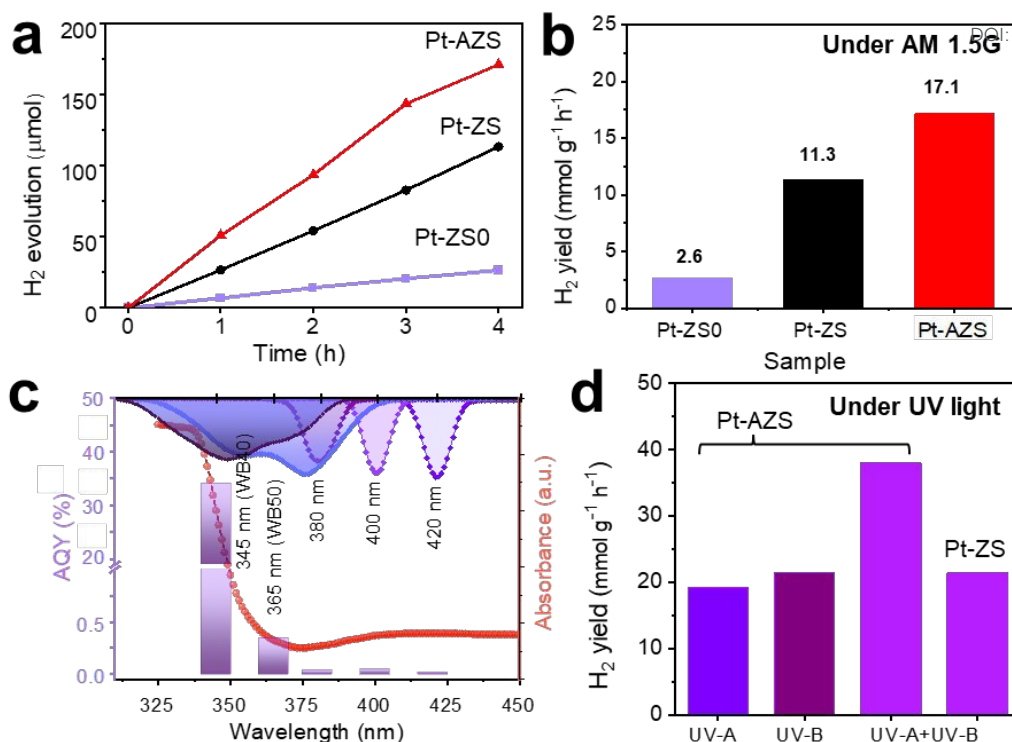 a
200
150
100
50
0
H₂ evolution (μmol)
Pt-AZS
Pt-ZS
Pt-ZS0
0 1 2 3 4
Time (h)
b
DOI:
Under AM 1.5G
25
20
15
10
5
0
H₂ yield (mmol g⁻¹ h⁻¹)
2.6
11.3
17.1
Pt-ZS0 Pt-ZS Pt-AZS
Sample
c
50
40
30
20
0.5
0.0
AQY (%)
345 nm (WB40)
365 nm (WB50)
380 nm
400 nm
420 nm
Absorbance (a.u.)
325 350 375 400 425 450
Wavelength (nm)
d
Under UV light
50
40
30
20
10
0
H₂ yield (mmol g⁻¹ h⁻¹)
Pt-AZS
Pt-ZS
UV-A UV-B UV-A+UV-B